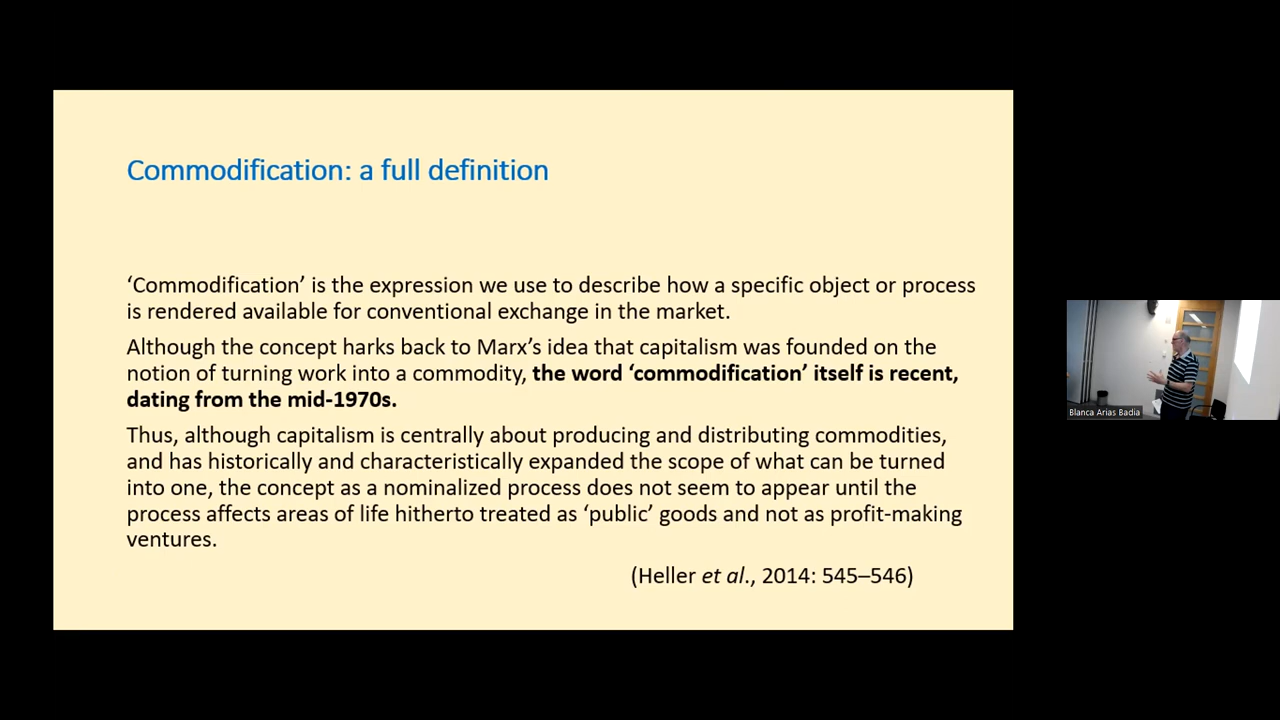 Commodification: a full definition
‘Commodification’ is the expression we use to describe how a specific object or process
is rendered available for conventional exchange in the market.
Although the concept harks back to Marx’s idea that capitalism was founded on the
notion of turning work into a commodity, the word ‘commodification’ itself is recent,
dating from the mid-1970s.
Thus, although capitalism is centrally about producing and distributing commodities,
and has historically and characteristically expanded the scope of what can be turned
into one, the concept as a nominalized process does not seem to appear until the
process affects areas of life hitherto treated as ‘public’ goods and not as profit-making
ventures.
(Heller et al., 2014: 545–546)
Blanca Arias Badia